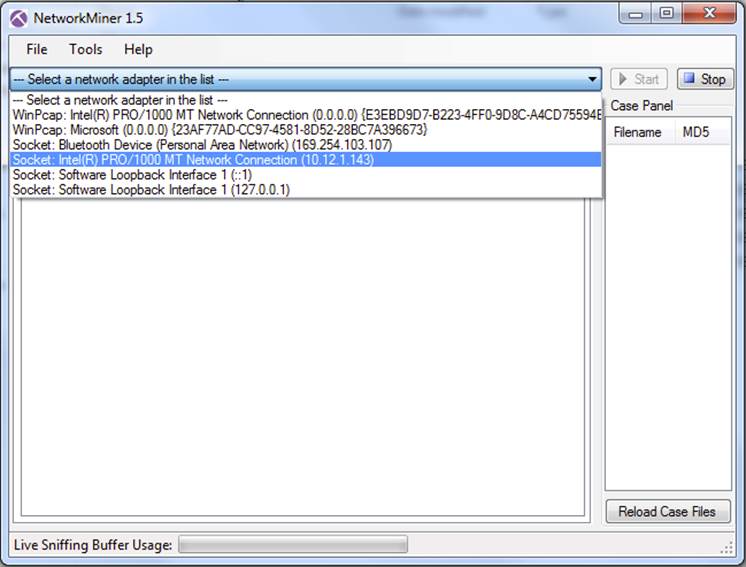 NetworkMiner 1.5
File Tools Help
--- Select a network adapter in the list ---
Start Stop
--- Select a network adapter in the list ---
WinPcap: Intel(R) PRO/1000 MT Network Connection (0.0.0.0) {E3EBD9D7-B223-4FF0-9D8C-A4CD75594E
WinPcap: Microsoft (0.0.0.0) {23AF77AD-CC97-4581-8D52-28BC7A396673}
Socket: Bluetooth Device (Personal Area Network) (169.254.103.107)
Socket: Intel(R) PRO/1000 MT Network Connection (10.12.1.143)
Socket: Software Loopback Interface 1 (::1)
Socket: Software Loopback Interface 1 (127.0.0.1)
Case Panel
Filename MD5
Reload Case Files
Live Sniffing Buffer Usage: